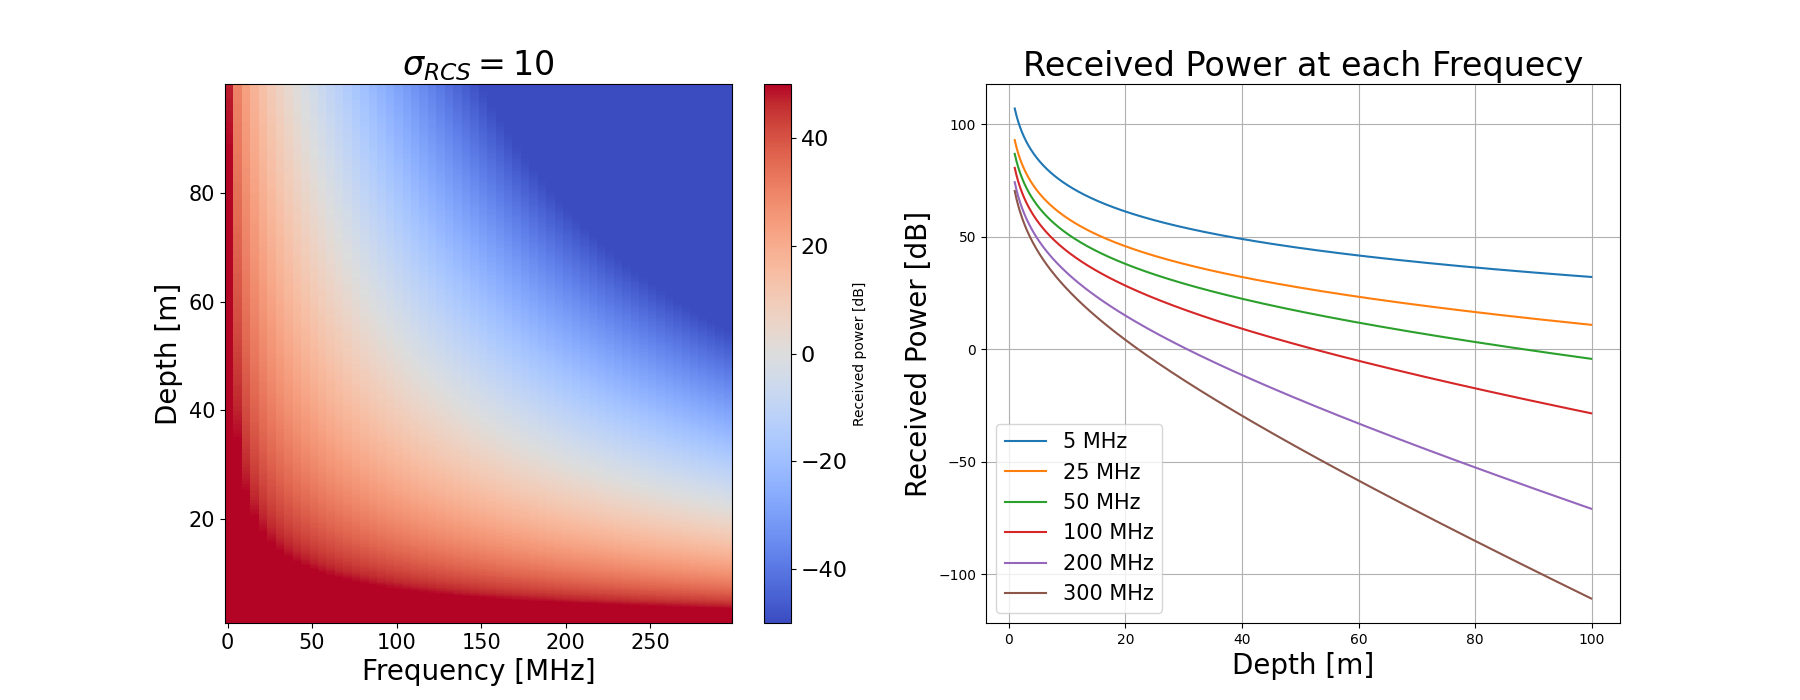 σRCS = 10
80
60
40
20
Depth [m]
0
50
100
150
200
250
Frequency [MHz]
40
20
0
−20
−40
Received power [dB]
Received Power at each Frequecy
100
50
0
−50
−100
Received Power [dB]
5 MHz
25 MHz
50 MHz
100 MHz
200 MHz
300 MHz
0
20
40
60
80
100
Depth [m]